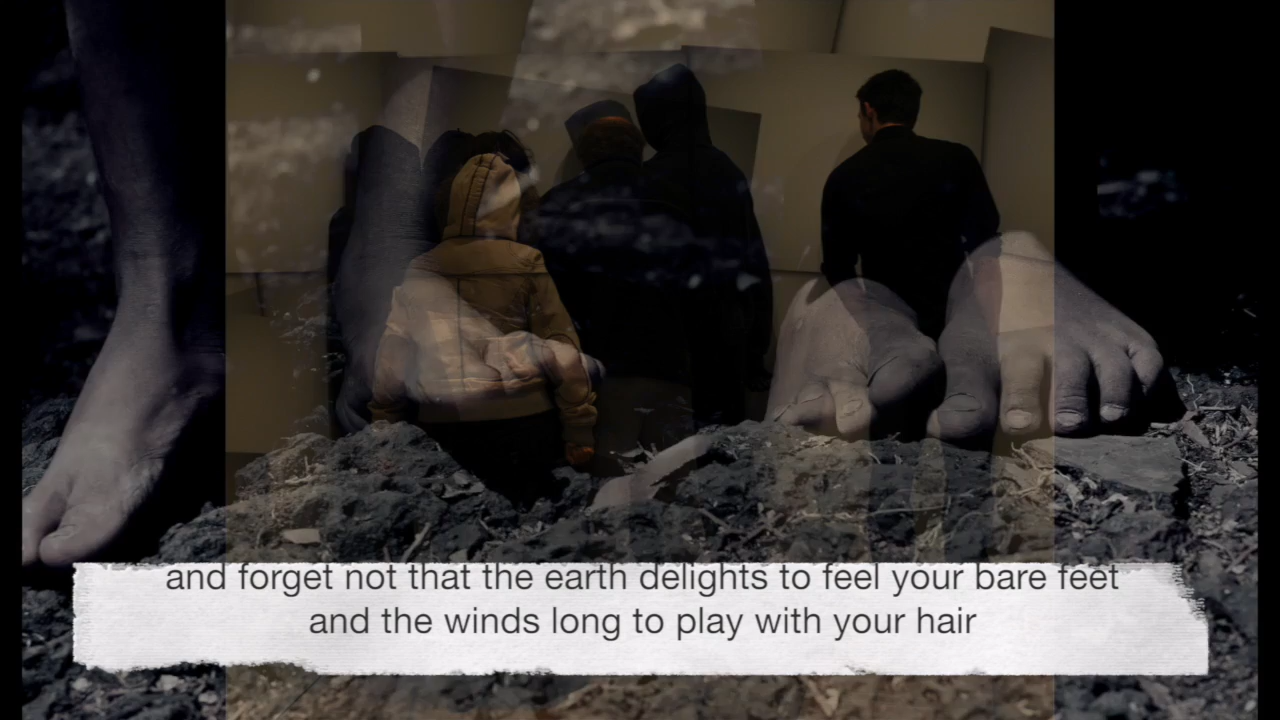 and forget not that the earth delights to feel your bare feet
and the winds long to play with your hair